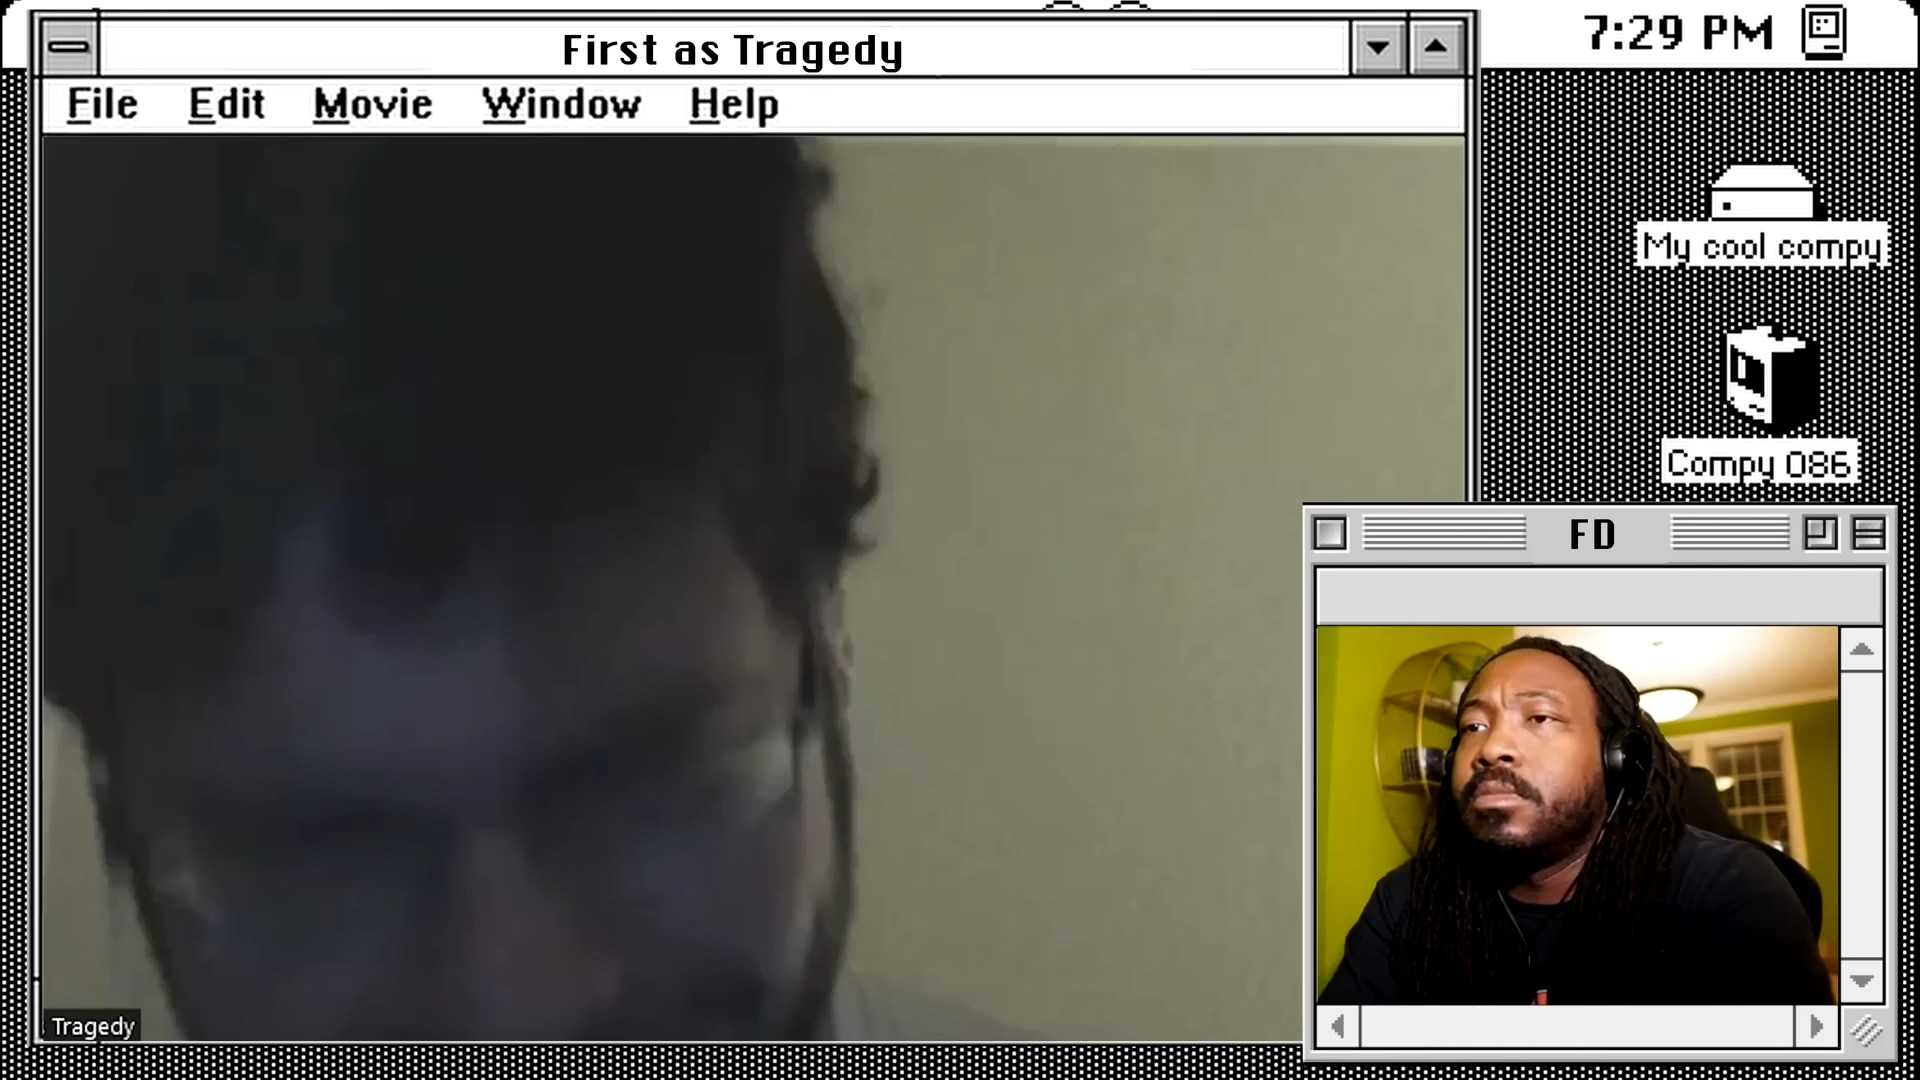 7:29 PM
First as Tragedy
File Edit Movie Window Help
My cool compy
Compy 086
FD
Tragedy